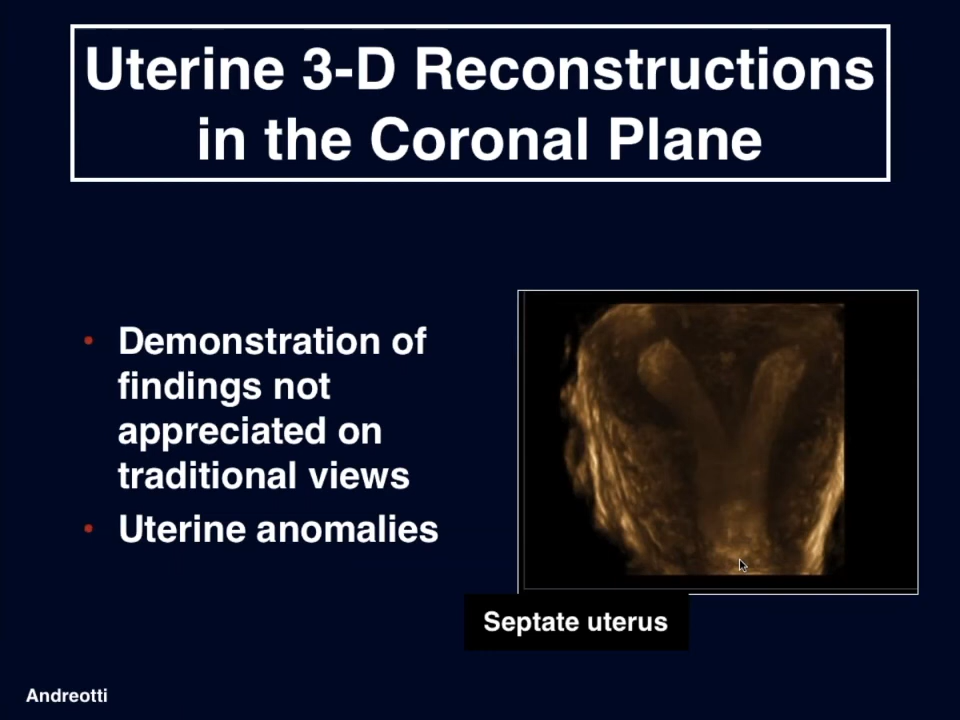 Uterine 3-D Reconstructions
in the Coronal Plane
• Demonstration of
findings not
appreciated on
traditional views
• Uterine anomalies
Septate uterus
Andreotti